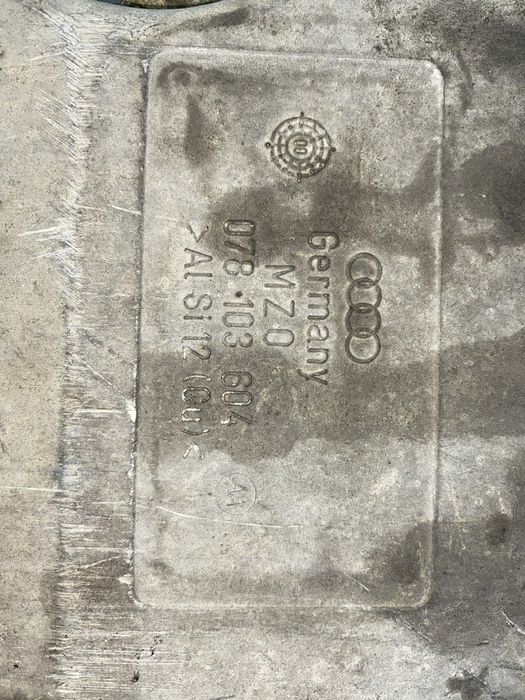 Germany
MZO
078 103 604
>AlSi12(Cu)<